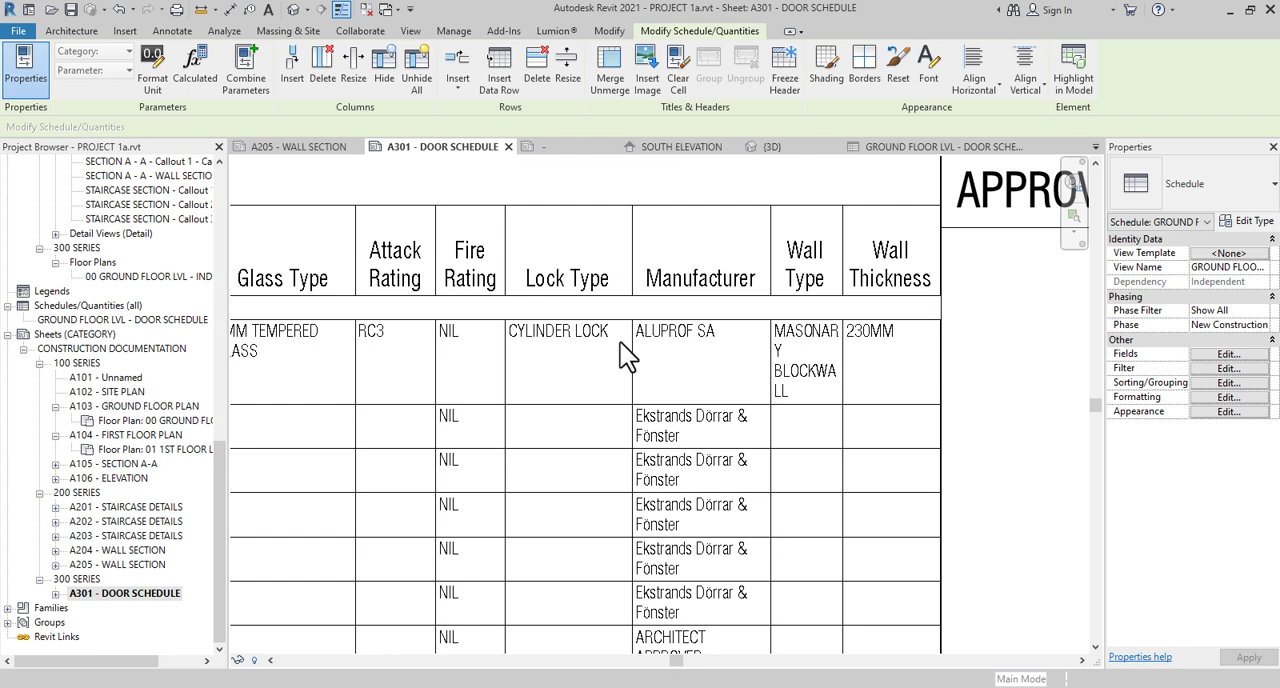 Autodesk Revit 2021 - PROJECT 1a.rvt - Sheet: A301 - DOOR SCHEDULE
Sign In
File Architecture Insert Annotate Analyze Massing & Site Collaborate View Manage Add-Ins Lumion® Modify Modify Schedule/Quantities
Properties
Category:
Parameter:
Format Unit
Calculated
Combine Parameters
Insert Delete Resize Hide Unhide All
Insert
Insert Data Row
Delete Resize
Merge Unmerge
Insert Image
Clear Cell
Group Ungroup
Freeze Header
Shading Borders Reset Font
Align Horizontal
Align Vertical
Highlight in Model
Properties Parameters Columns Rows Titles & Headers Appearance Element
Modify Schedule/Quantities
Project Browser - PROJECT 1a.rvt
SECTION A - A - Callout 1 - Ca
SECTION A - A - WALL SECTIO
STAIRCASE SECTION - Callout
STAIRCASE SECTION - Callout
STAIRCASE SECTION - Callout
Detail Views (Detail)
300 SERIES
Floor Plans
00 GROUND FLOOR LVL - IND
Legends
Schedules/Quantities (all)
GROUND FLOOR LVL - DOOR SCHEDULE
Sheets (CATEGORY)
CONSTRUCTION DOCUMENTATION
100 SERIES
A101 - Unnamed
A102 - SITE PLAN
A103 - GROUND FLOOR PLAN
Floor Plan: 00 GROUND FL
A104 - FIRST FLOOR PLAN
Floor Plan: 01 1ST FLOOR L
A105 - SECTION A-A
A106 - ELEVATION
200 SERIES
A201 - STAIRCASE DETAILS
A202 - STAIRCASE DETAILS
A203 - STAIRCASE DETAILS
A204 - WALL SECTION
A205 - WALL SECTION
300 SERIES
A301 - DOOR SCHEDULE
Families
Groups
Revit Links
A205 - WALL SECTION
A301 - DOOR SCHEDULE
-
SOUTH ELEVATION
{3D}
GROUND FLOOR LVL - DOOR SCHE...
APPROV
Glass Type
Attack Rating
Fire Rating
Lock Type
Manufacturer
Wall Type
Wall Thickness
MM TEMPERED
LASS
RC3
NIL
CYLINDER LOCK
ALUPROF SA
MASONAR
Y
BLOCKWA
LL
230MM
NIL
Ekstrands Dörrar &
Fönster
NIL
Ekstrands Dörrar &
Fönster
NIL
Ekstrands Dörrar &
Fönster
NIL
Ekstrands Dörrar &
Fönster
NIL
Ekstrands Dörrar &
Fönster
NIL
ARCHITECT
Properties
Schedule
Schedule: GROUND F
Edit Type
Identity Data
View Template <None>
View Name GROUND FLOO...
Dependency Independent
Phasing
Phase Filter Show All
Phase New Construction
Other
Fields Edit...
Filter Edit...
Sorting/Grouping Edit...
Formatting Edit...
Appearance Edit...
Properties help
Apply
Main Mode